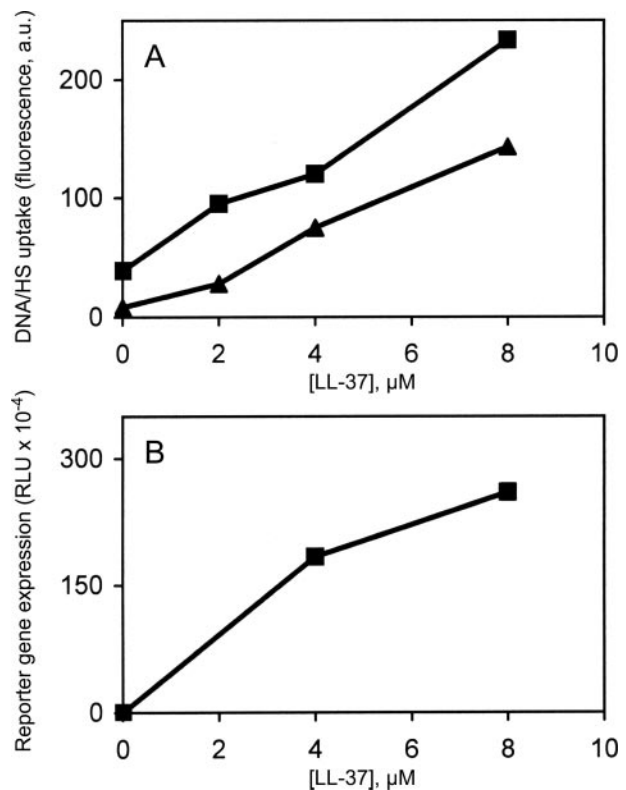 DNA/HS uptake (fluorescence, a.u.)
A
200
100
0
0 2 4 6 8 10
[LL-37], µM
Reporter gene expression (RLU x 10-4)
B
300
150
0
0 2 4 6 8 10
[LL-37], µM